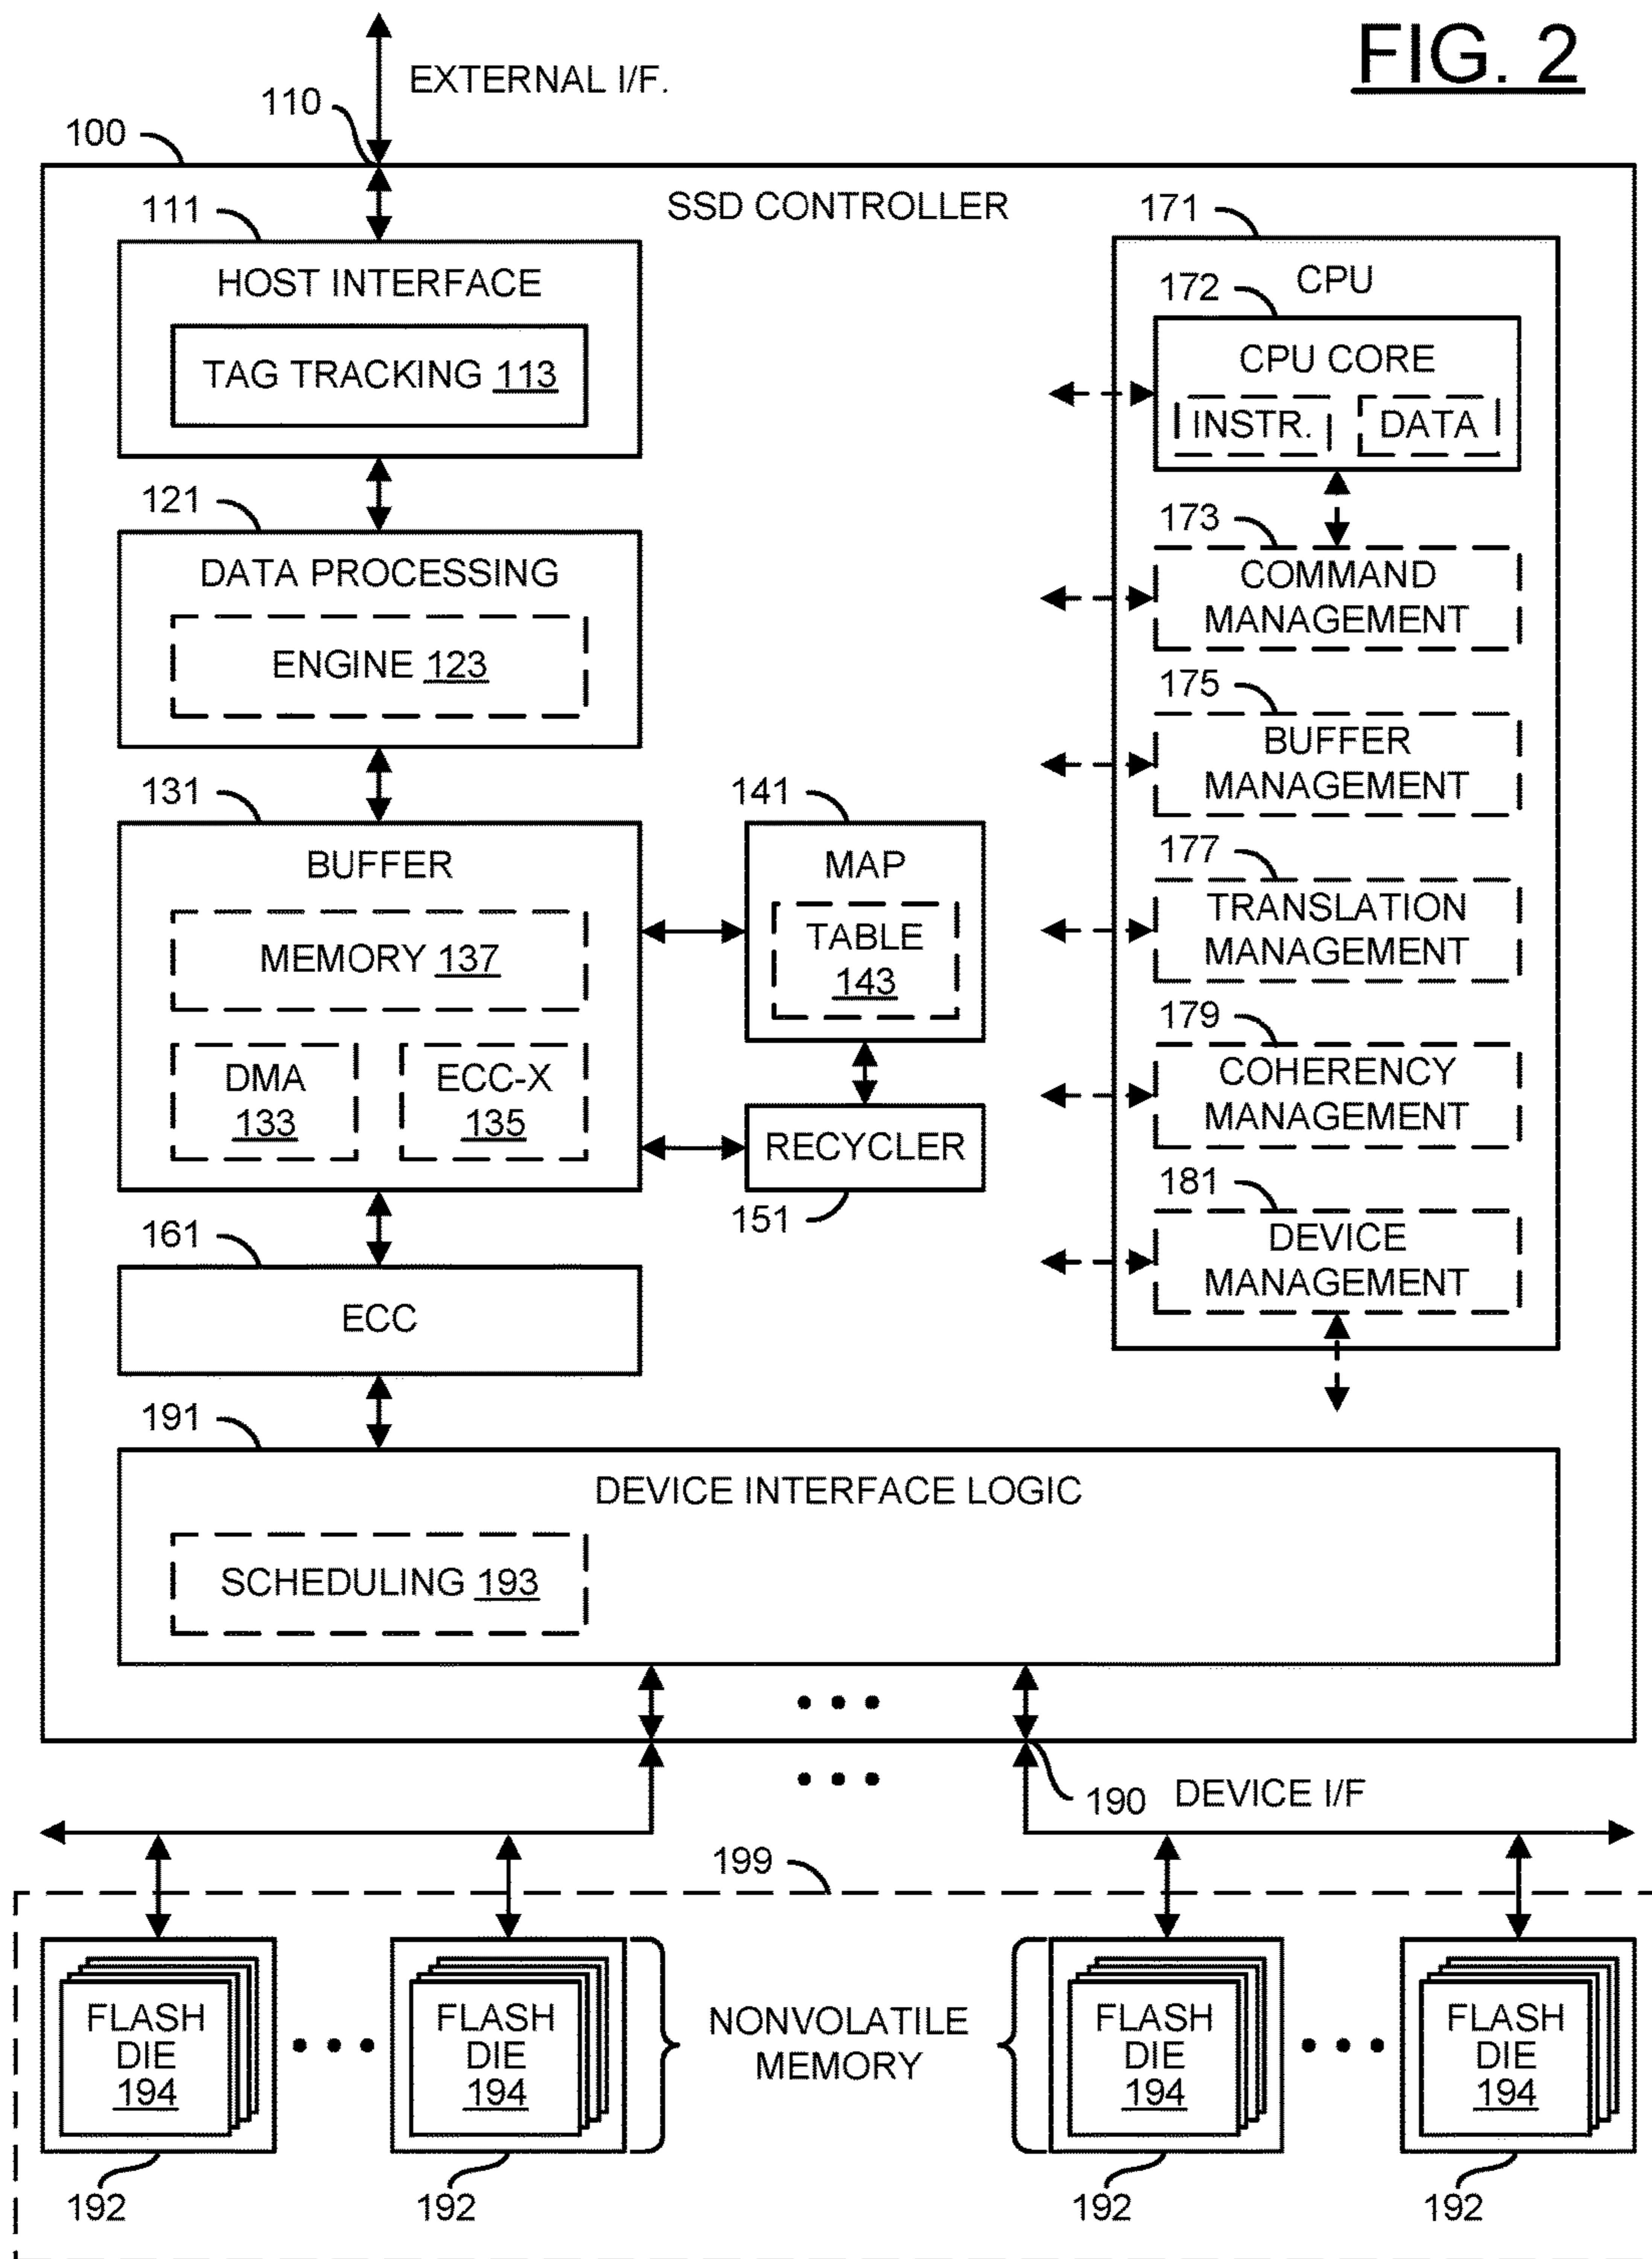 FIG. 2
EXTERNAL I/F.
110
100
SSD CONTROLLER
111
HOST INTERFACE
TAG TRACKING 113
121
DATA PROCESSING
ENGINE 123
131
BUFFER
MEMORY 137
DMA
133
ECC-X
135
141
MAP
TABLE
143
RECYCLER
151
161
ECC
171
CPU
172
CPU CORE
INSTR.
DATA
173
COMMAND
MANAGEMENT
175
BUFFER
MANAGEMENT
177
TRANSLATION
MANAGEMENT
179
COHERENCY
MANAGEMENT
181
DEVICE
MANAGEMENT
191
DEVICE INTERFACE LOGIC
SCHEDULING 193
190
DEVICE I/F
199
FLASH
DIE
194
FLASH
DIE
194
NONVOLATILE
MEMORY
FLASH
DIE
194
FLASH
DIE
194
192
192
192
192